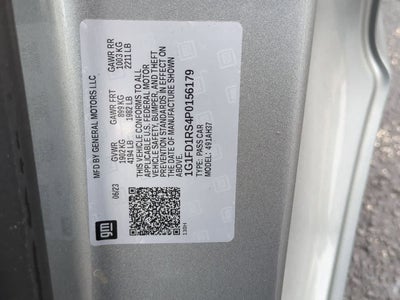 MFD BY GENERAL MOTORS LLC
06/23
GVWR GAWR FRT GAWR RR
1902 KG 899 KG 1003 KG
4194 LB 1982 LB 2211 LB
THIS VEHICLE CONFORMS TO ALL
APPLICABLE U.S. FEDERAL MOTOR
VEHICLE SAFETY, BUMPER, AND THEFT
PREVENTION STANDARDS IN EFFECT ON
THE DATE OF MANUFACTURE SHOWN
ABOVE.
1G1FD1RS4P0156179
TYPE: PASS CAR
MODEL: 491AH37
gm